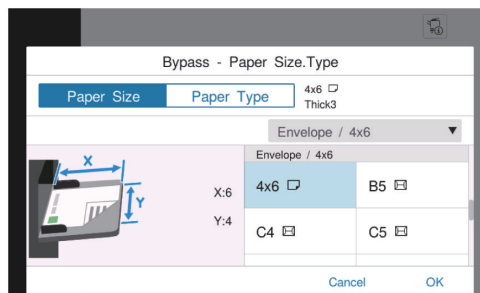 Bypass - Paper Size.Type
Paper Size
Paper Type
4x6
Thick3
Envelope / 4x6
Envelope / 4x6
X
Y
X:6
Y:4
4x6
B5
C4
C5
Cancel
OK